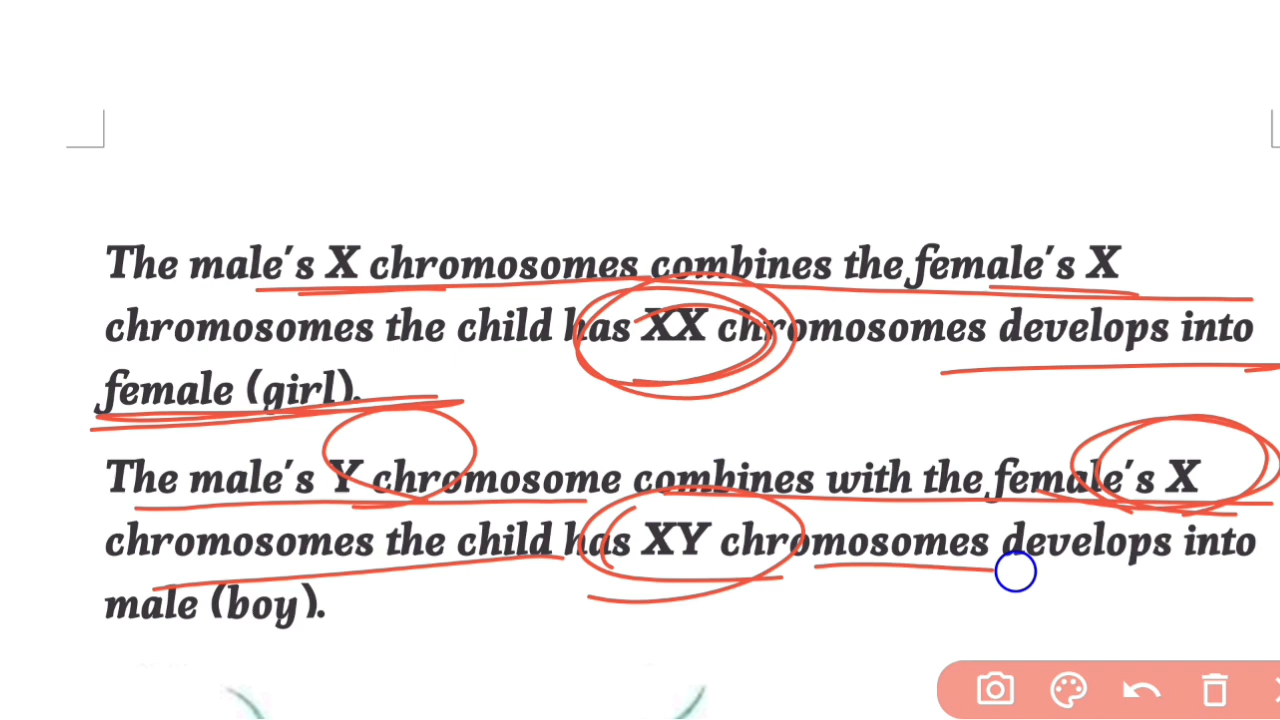 The male's X chromosomes combines the female's X
chromosomes the child has XX chromosomes develops into
female (girl).
The male's Y chromosome combines with the female's X
chromosomes the child has XY chromosomes develops into
male (boy).